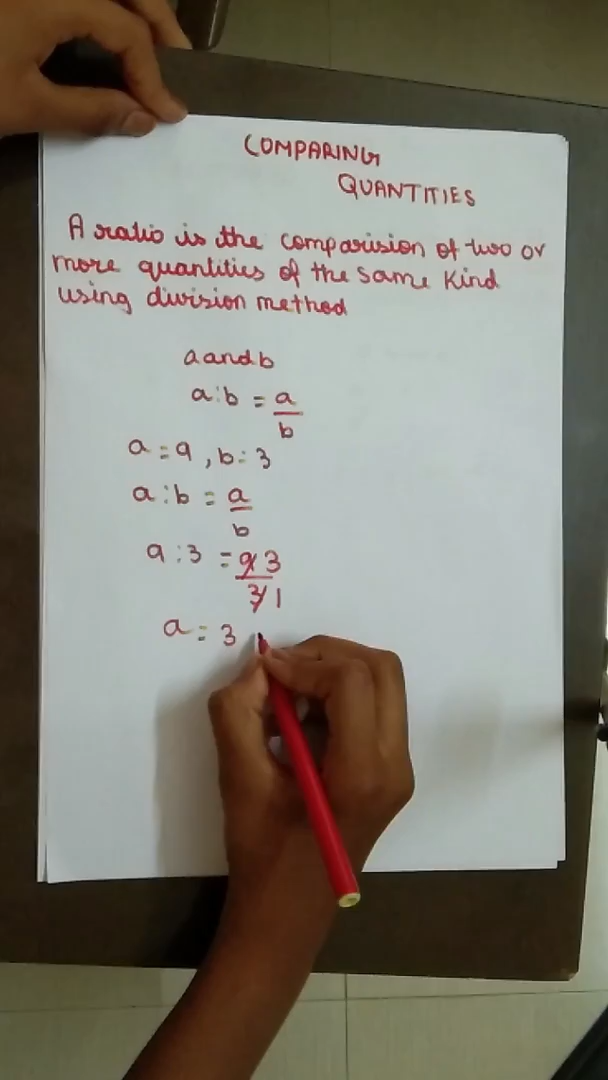 COMPARING
QUANTITIES
A ratio is the comparision of two or
more quantities of the same kind
using division method
a and b
a:b = a/b
a = 9, b = 3
a:b = a/b
9:3 = 9 3/3 1
a = 3